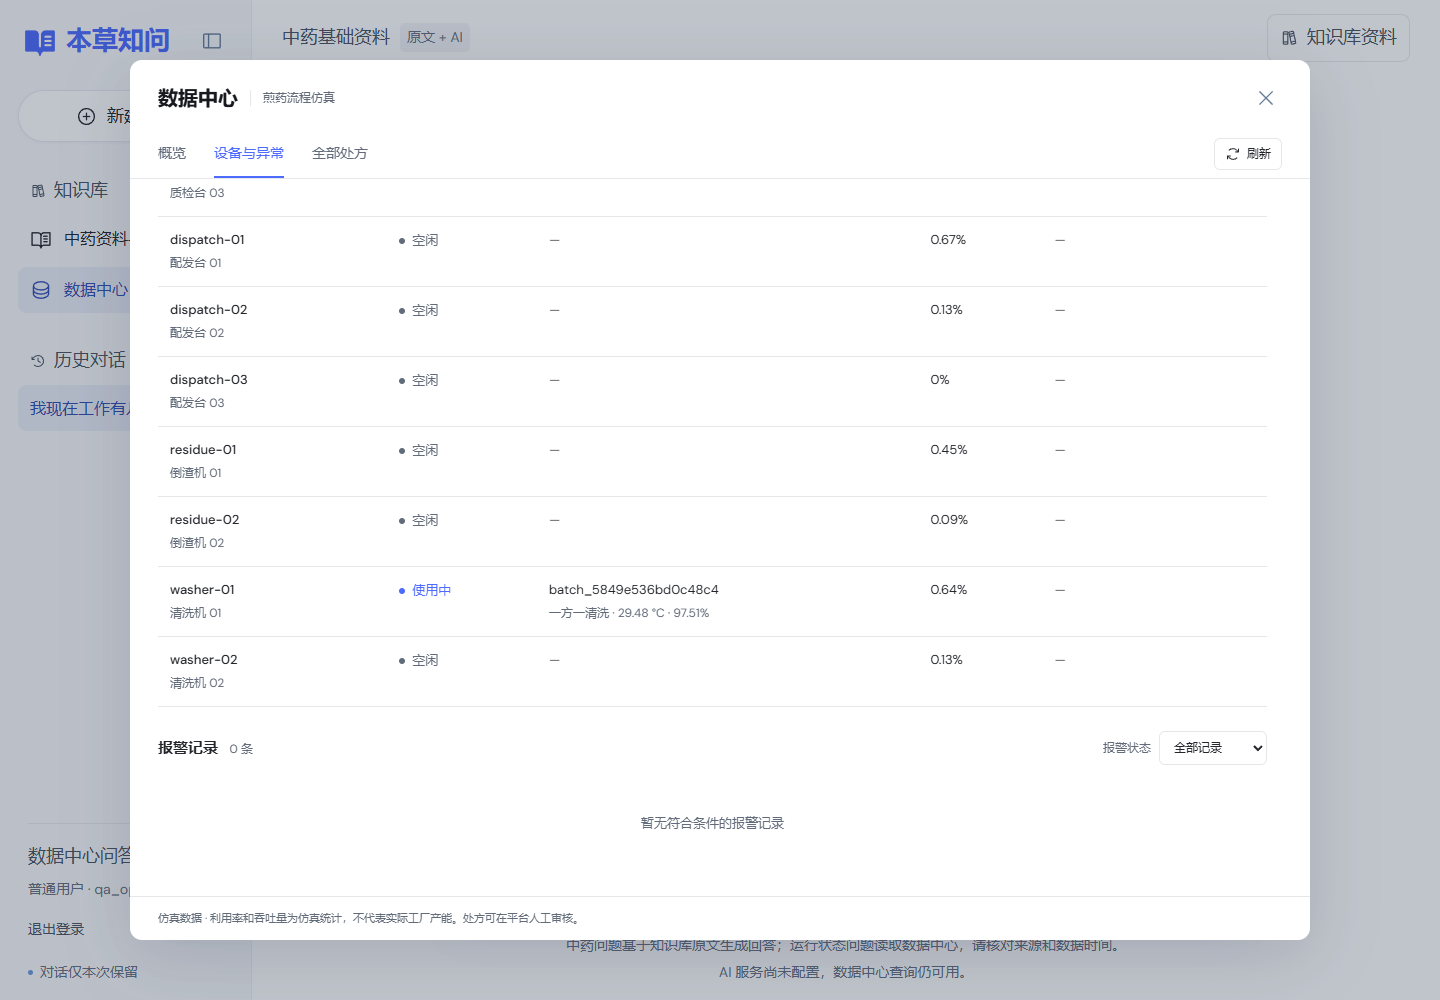 本草知问
中药基础资料
原文 + AI
知识库资料
新建
知识库
中药资料
数据中心
历史对话
我现在工作有
数据中心问答
普通用户 · qa_o
退出登录
对话仅本次保留
数据中心
煎药流程仿真
概览
设备与异常
全部处方
刷新
质检台 03
dispatch-01 空闲 — 0.67% —
配发台 01
dispatch-02 空闲 — 0.13% —
配发台 02
dispatch-03 空闲 — 0% —
配发台 03
residue-01 空闲 — 0.45% —
倒渣机 01
residue-02 空闲 — 0.09% —
倒渣机 02
washer-01 使用中 batch_5849e536bd0c48c4 0.64% —
清洗机 01 一方一清洗 · 29.48 °C · 97.51%
washer-02 空闲 — 0.13% —
清洗机 02
报警记录 0 条
报警状态 全部记录
暂无符合条件的报警记录
仿真数据 · 利用率和吞吐量为仿真统计，不代表实际工厂产能。处方可在平台人工审核。
中药问题基于知识库原文生成回答；运行状态问题读取数据中心，请核对来源和数据时间。
AI 服务尚未配置，数据中心查询仍可用。